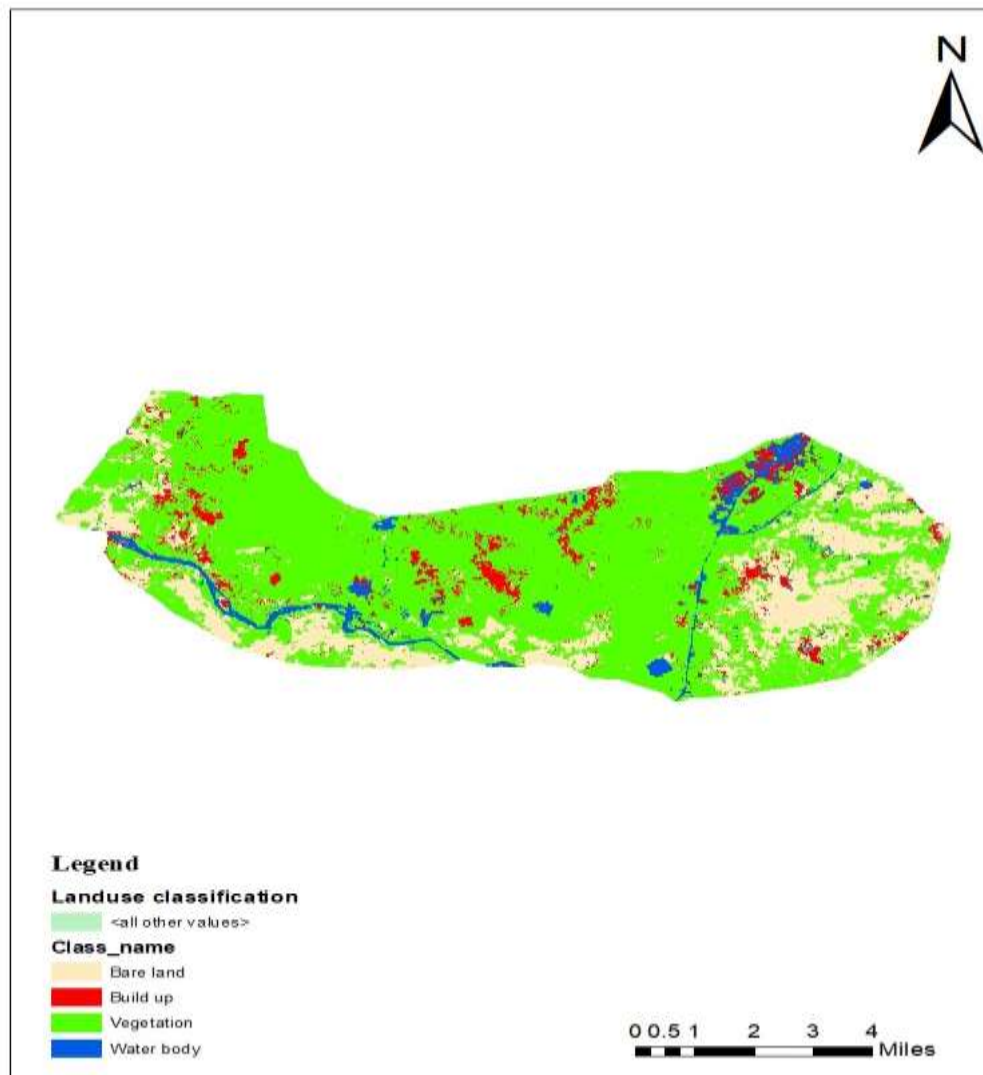 N
Legend
Landuse classification
<all other values>
Class_name
Bare land
Build up
Vegetation
Water body
0 0.5 1 2 3 4
Miles